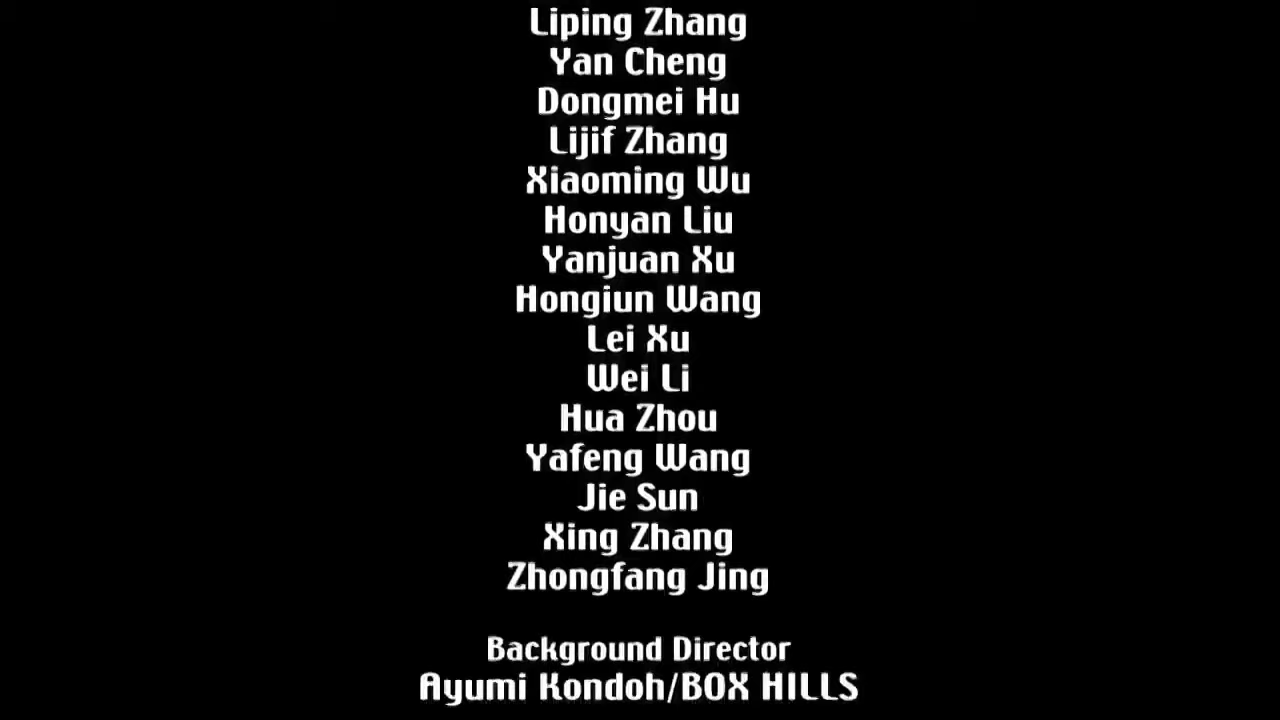 Liping Zhang
Yan Cheng
Dongmei Hu
Lijif Zhang
Xiaoming Wu
Honyan Liu
Yanjuan Xu
Hongiun Wang
Lei Xu
Wei Li
Hua Zhou
Yafeng Wang
Jie Sun
Xing Zhang
Zhongfang Jing
Background Director
Ayumi Kondoh/BOX HILLS